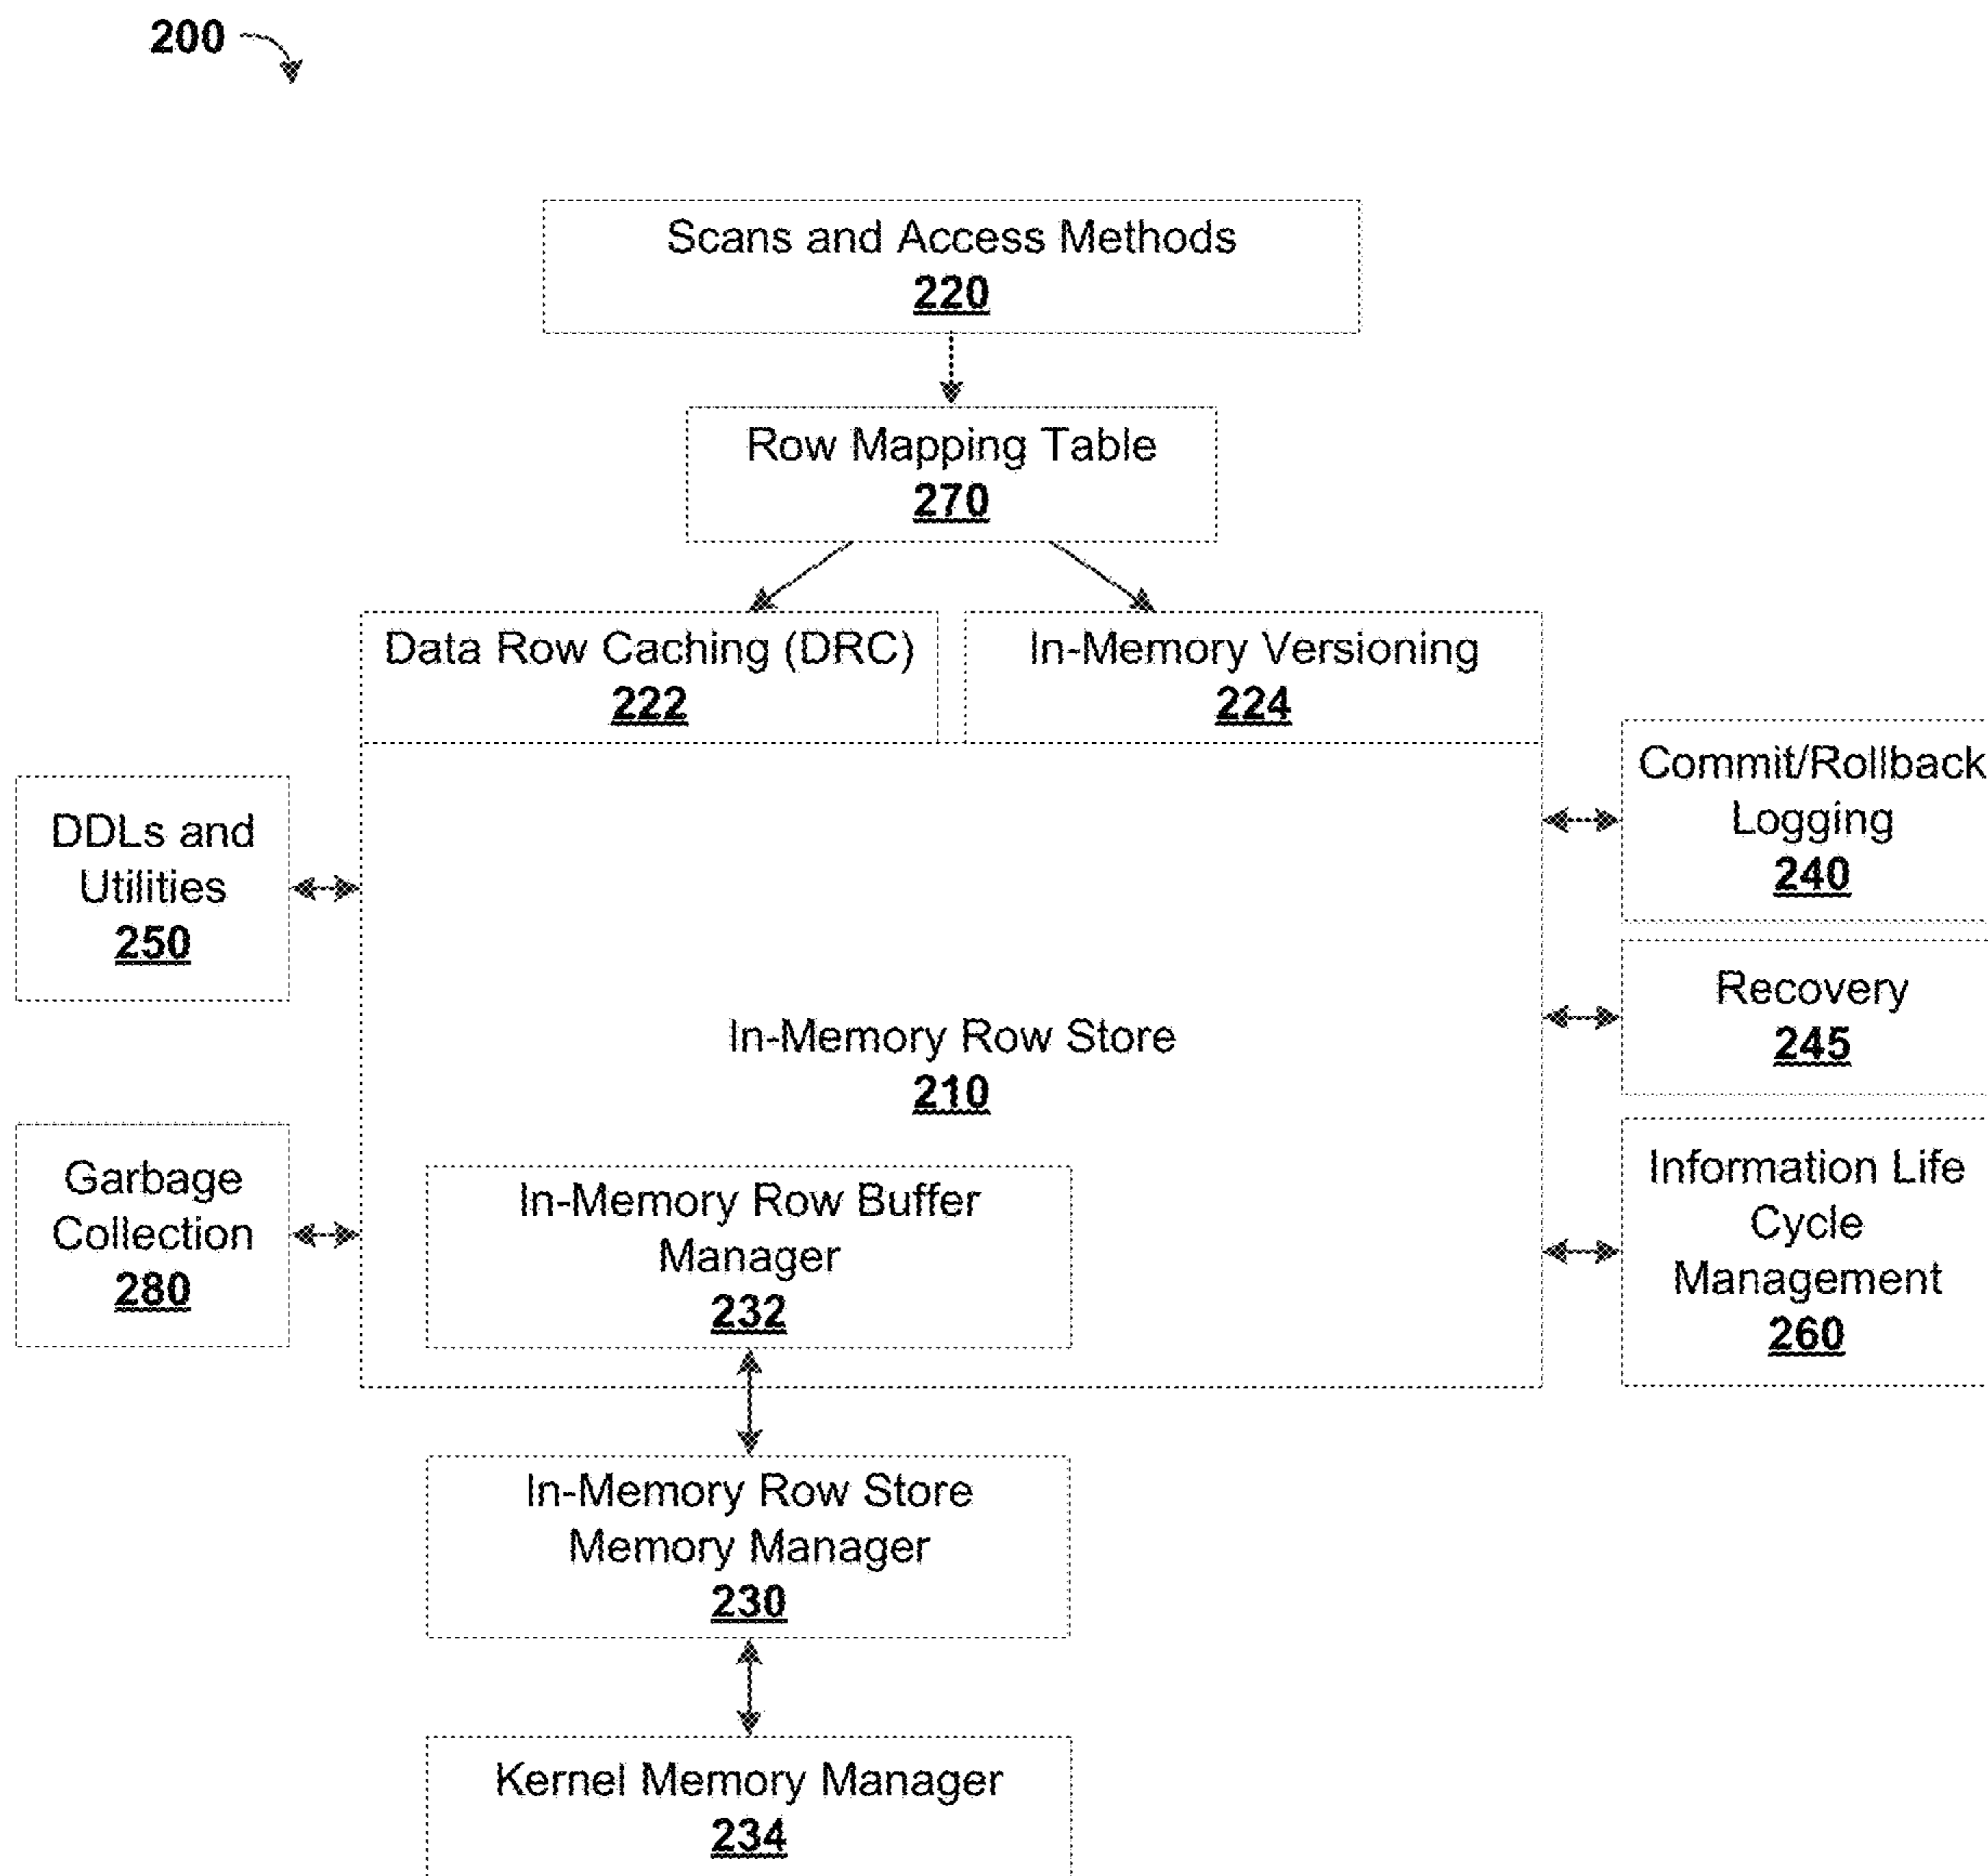 200
Scans and Access Methods
220
Row Mapping Table
270
Data Row Caching (DRC)
222
In-Memory Versioning
224
DDLs and
Utilities
250
Commit/Rollback
Logging
240
Recovery
245
In-Memory Row Store
210
Garbage
Collection
280
In-Memory Row Buffer
Manager
232
Information Life
Cycle
Management
260
In-Memory Row Store
Memory Manager
230
Kernel Memory Manager
234